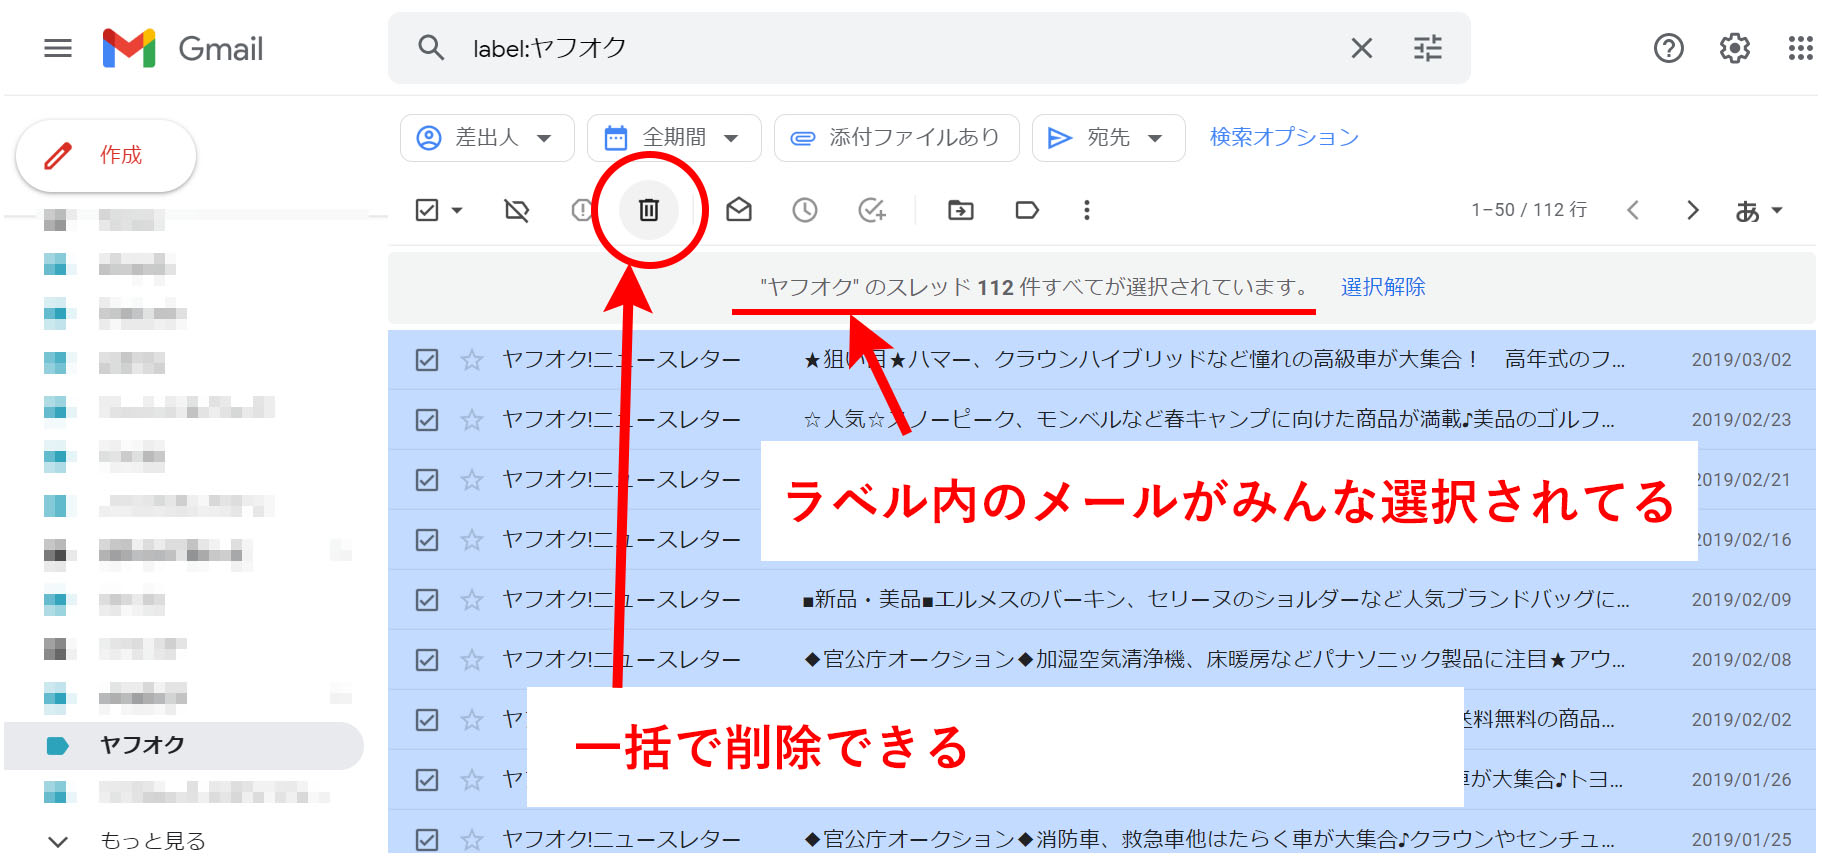 Gmail
label:ヤフオク
作成
差出人
全期間
添付ファイルあり
宛先
検索オプション
1–50 / 112 行
あ
"ヤフオク" のスレッド 112 件すべてが選択されています。 選択解除
ヤフオク!ニュースレター ★狙い目★ハマー、クラウンハイブリッドなど憧れの高級車が大集合！ 高年式のフ... 2019/03/02
ヤフオク!ニュースレター ☆人気☆スノーピーク、モンベルなど春キャンプに向けた商品が満載♪美品のゴルフ... 2019/02/23
ヤフオク!ニュースレター 2019/02/21
ラベル内のメールがみんな選択されてる
ヤフオク!ニュースレター 2019/02/16
ヤフオク!ニュースレター ■新品・美品■エルメスのバーキン、セリーヌのショルダーなど人気ブランドバッグに... 2019/02/09
ヤフオク!ニュースレター ◆官公庁オークション◆加湿空気清浄機、床暖房などパナソニック製品に注目★アウ... 2019/02/08
ヤフ 送料無料の商品... 2019/02/02
一括で削除できる
ヤフ 車が大集合♪トヨ... 2019/01/26
ヤフオク!ニュースレター ◆官公庁オークション◆消防車、救急車他はたらく車が大集合♪クラウンやセンチュ... 2019/01/25
ヤフオク
もっと見る